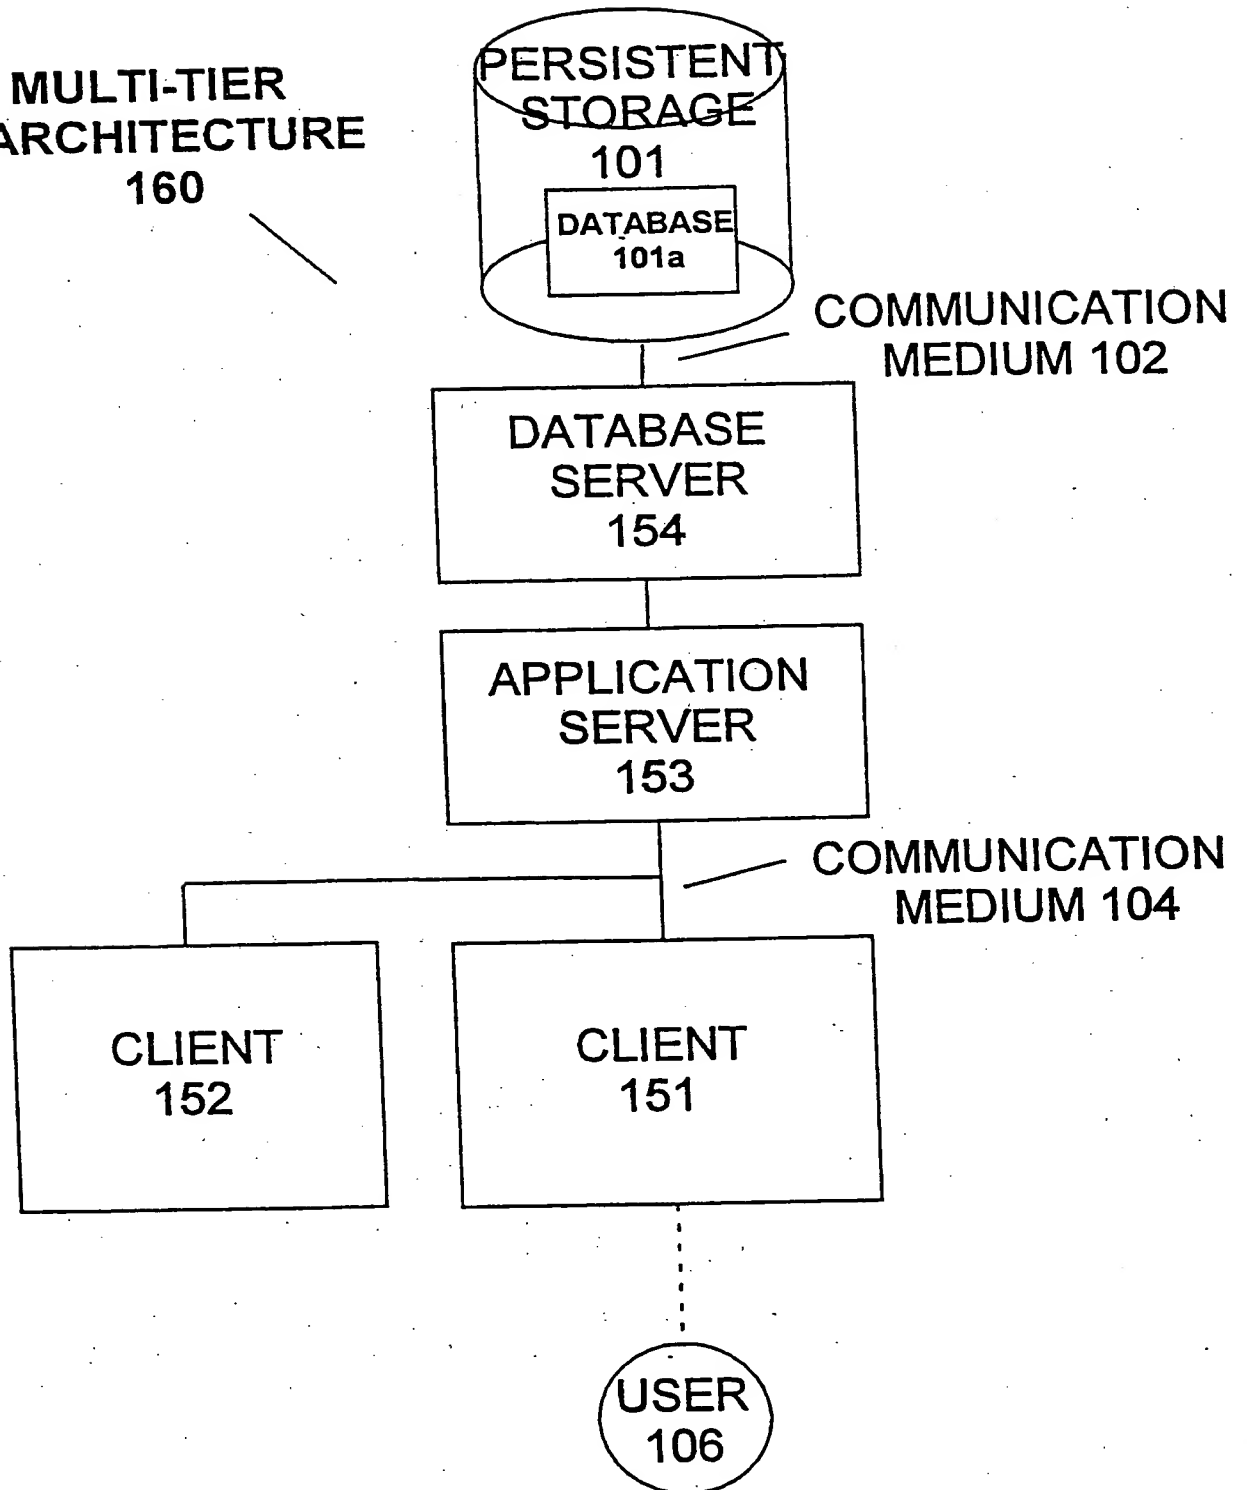 MULTI-TIER
ARCHITECTURE
160
PERSISTENT
STORAGE
101
DATABASE
101a
COMMUNICATION
MEDIUM 102
DATABASE
SERVER
154
APPLICATION
SERVER
153
COMMUNICATION
MEDIUM 104
CLIENT
152
CLIENT
151
USER
106